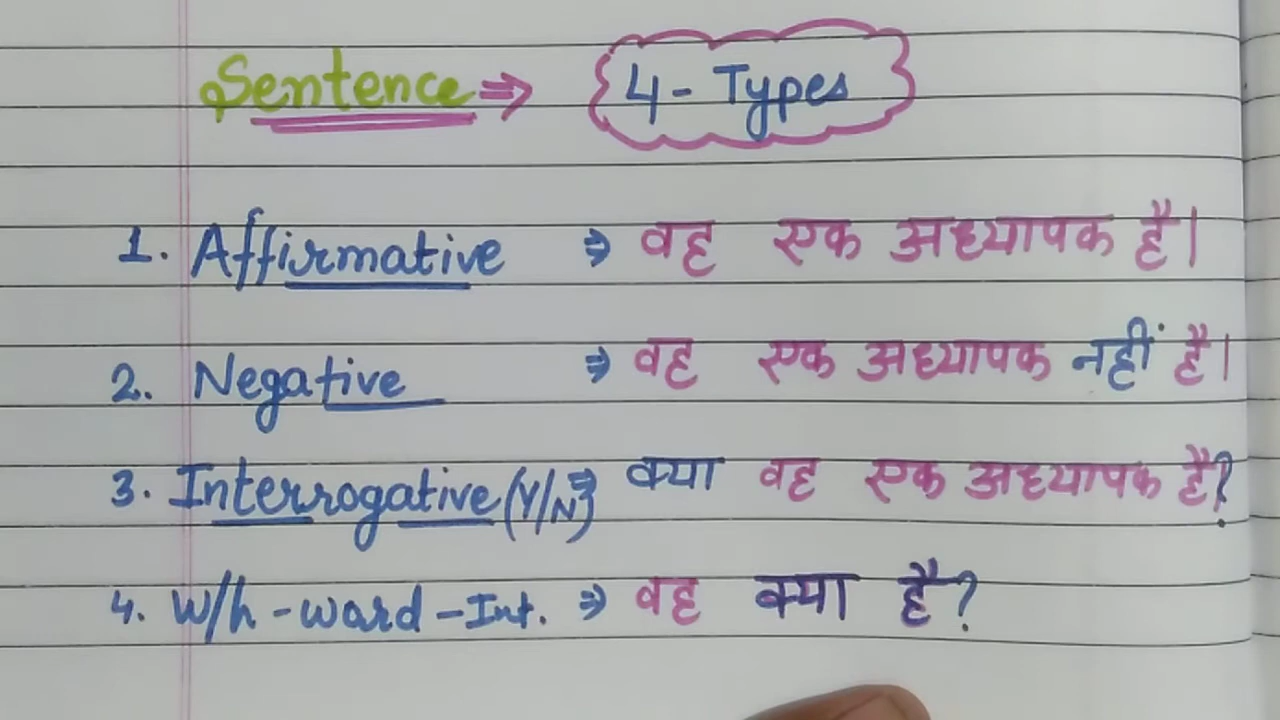 Sentence ⇒ 4 - Types
1. Affirmative ⇒ वह एक अध्यापक है।
2. Negative ⇒ वह एक अध्यापक नहीं है।
3. Interrogative (Y/N) ⇒ क्या वह एक अध्यापक है?
4. W/h - ward - Int. ⇒ वह क्या है?